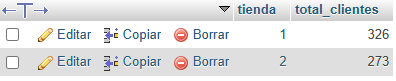 tienda total_clientes
Editar Copiar Borrar 1 326
Editar Copiar Borrar 2 273